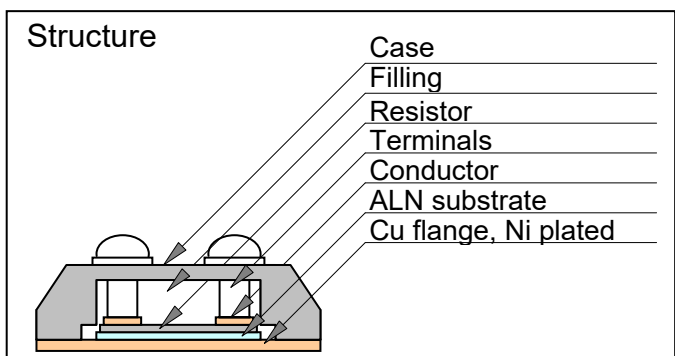 Structure
Case
Filling
Resistor
Terminals
Conductor
ALN substrate
Cu flange, Ni plated